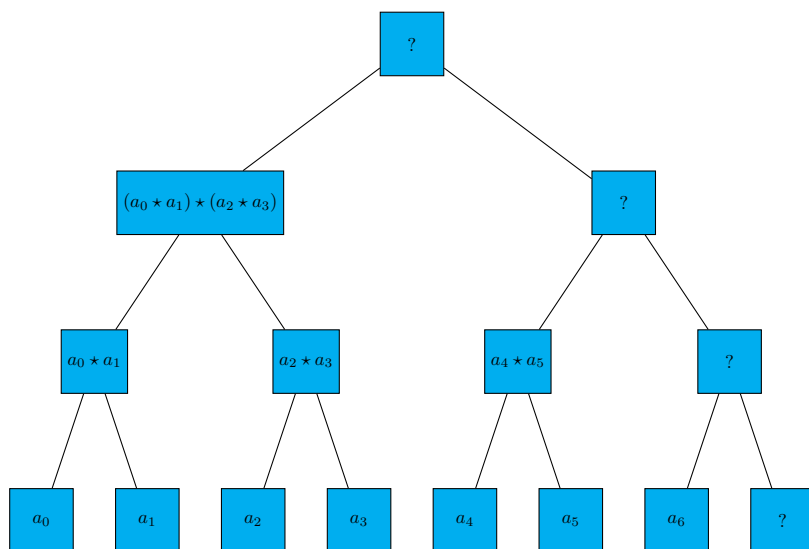 ?
(a₀ ⋆ a₁) ⋆ (a₂ ⋆ a₃)
?
a₀ ⋆ a₁
a₂ ⋆ a₃
a₄ ⋆ a₅
?
a₀
a₁
a₂
a₃
a₄
a₅
a₆
?